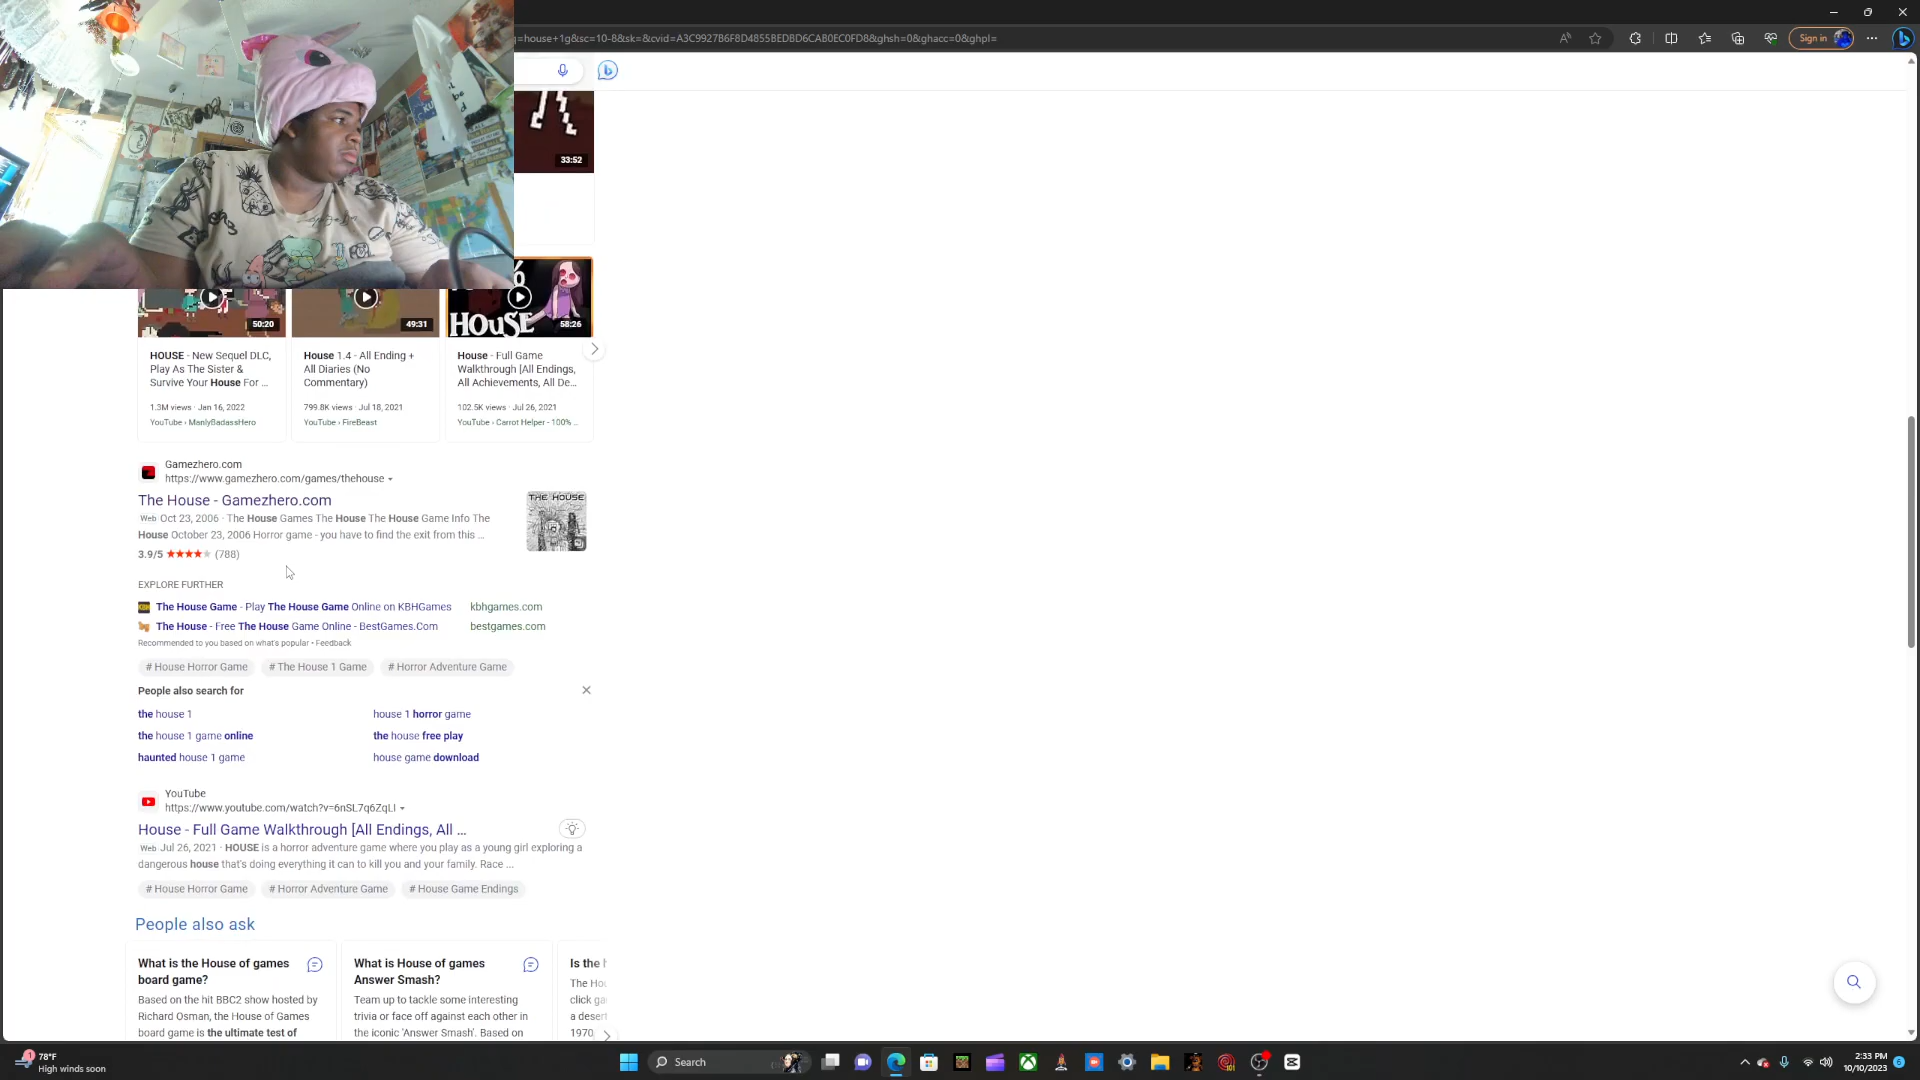 g=house+1g&sc=10-8&sk=&cvid=A3C9927B6F8D4855BEDBD6CAB0EC0FD8&ghsh=0&ghacc=0&ghpl=
Sign in
33:52
50:20
49:31
HOUSE
58:26
HOUSE - New Sequel DLC,
Play As The Sister &
Survive Your House For ...
1.3M views · Jan 16, 2022
YouTube › ManlyBadassHero
House 1.4 - All Ending +
All Diaries (No
Commentary)
799.8K views · Jul 18, 2021
YouTube › FireBeast
House - Full Game
Walkthrough [All Endings,
All Achievements, All De...
102.5K views · Jul 26, 2021
YouTube › Carrot Helper - 100% ..
Gamezhero.com
https://www.gamezhero.com/games/thehouse
The House - Gamezhero.com
THE HOUSE
Web Oct 23, 2006 · The House Games The House The House Game Info The
House October 23, 2006 Horror game - you have to find the exit from this ...
3.9/5 (788)
EXPLORE FURTHER
The House Game - Play The House Game Online on KBHGames kbhgames.com
The House - Free The House Game Online - BestGames.Com bestgames.com
Recommended to you based on what's popular • Feedback
# House Horror Game # The House 1 Game # Horror Adventure Game
People also search for
the house 1 house 1 horror game
the house 1 game online the house free play
haunted house 1 game house game download
YouTube
https://www.youtube.com/watch?v=6nSL7q6ZqLI
House - Full Game Walkthrough [All Endings, All ...
Web Jul 26, 2021 · HOUSE is a horror adventure game where you play as a young girl exploring a
dangerous house that's doing everything it can to kill you and your family. Race ...
# House Horror Game # Horror Adventure Game # House Game Endings
People also ask
What is the House of games
board game?
Based on the hit BBC2 show hosted by
Richard Osman, the House of Games
board game is the ultimate test of
What is House of games
Answer Smash?
Team up to tackle some interesting
trivia or face off against each other in
the iconic 'Answer Smash'. Based on
Is the
The Hou
click ga
a desert
1970
1
78°F
High winds soon
Search
2:33 PM
10/10/2023
6